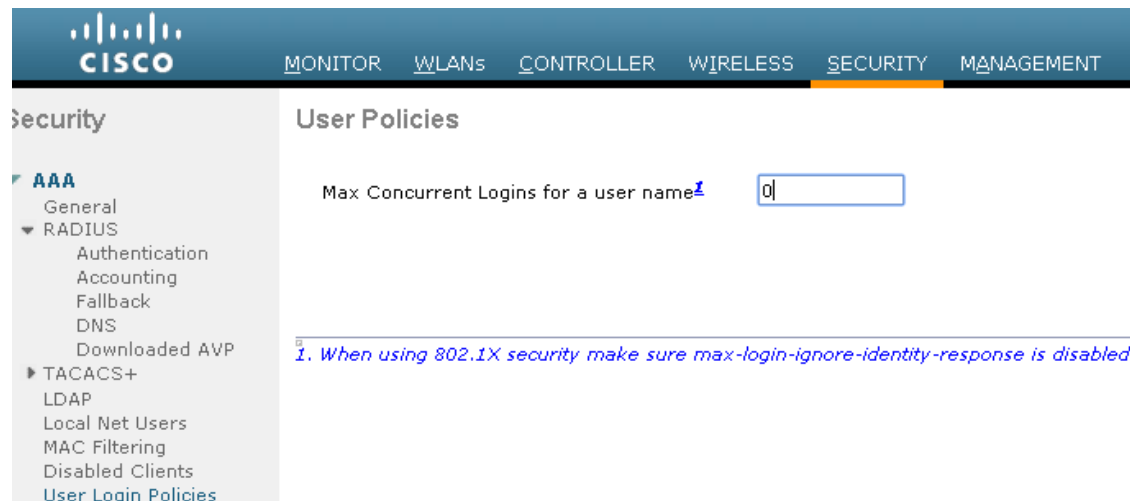 CISCO
MONITOR WLANs CONTROLLER WIRELESS SECURITY MANAGEMENT
Security
AAA
General
RADIUS
Authentication
Accounting
Fallback
DNS
Downloaded AVP
TACACS+
LDAP
Local Net Users
MAC Filtering
Disabled Clients
User Login Policies
User Policies
Max Concurrent Logins for a user name1 0
1. When using 802.1X security make sure max-login-ignore-identity-response is disabled